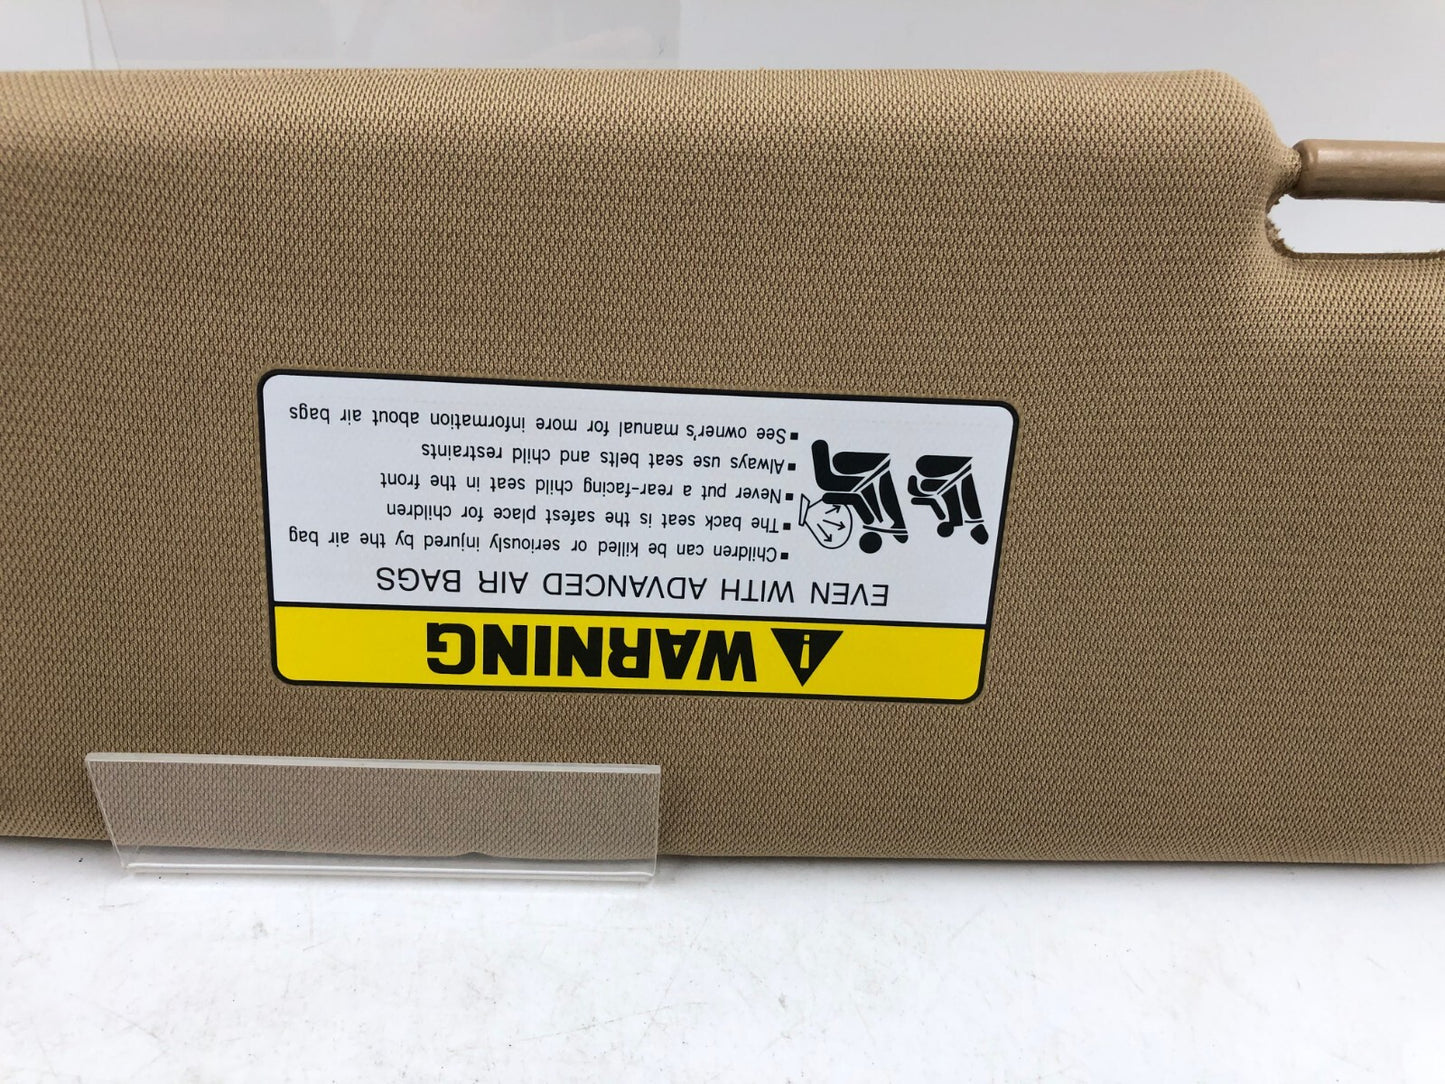 WARNING
EVEN WITH ADVANCED AIR BAGS
▪ Children can be killed or seriously injured by the air bag
▪ The back seat is the safest place for children
▪ Never put a rear-facing child seat in the front
▪ Always use seat belts and child restraints
▪ See owner's manual for more information about air bags